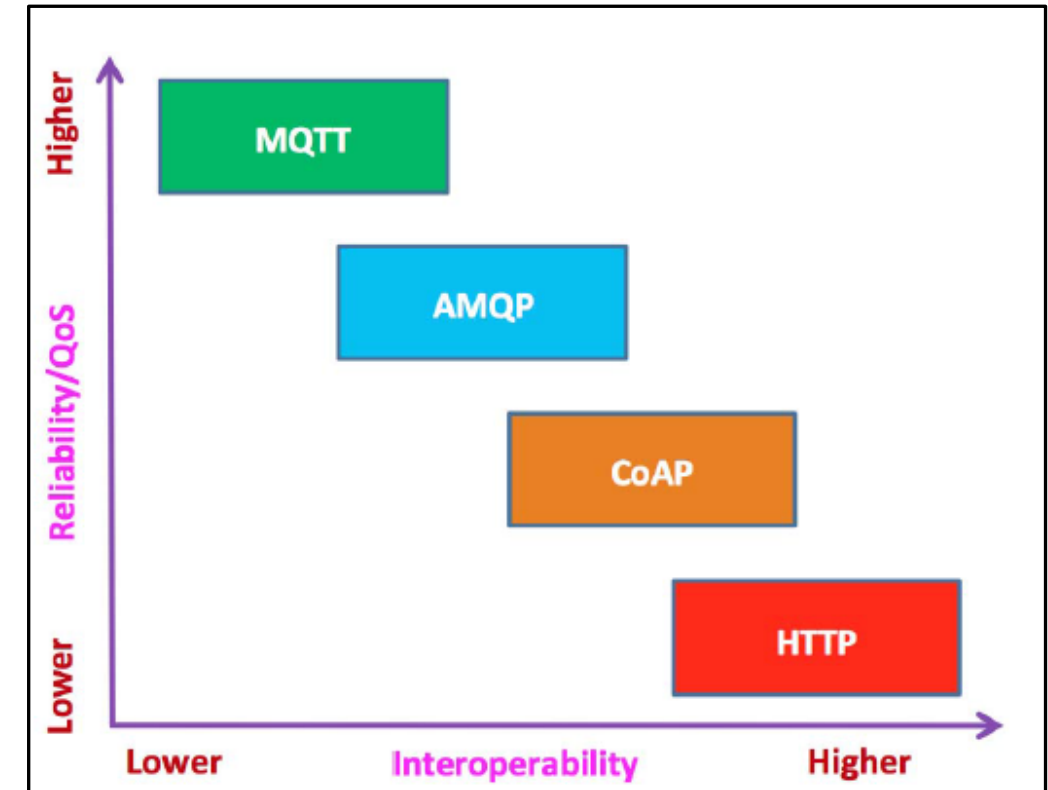 Higher
MQTT
AMQP
Reliability/QoS
CoAP
HTTP
Lower
Lower
Interoperability
Higher